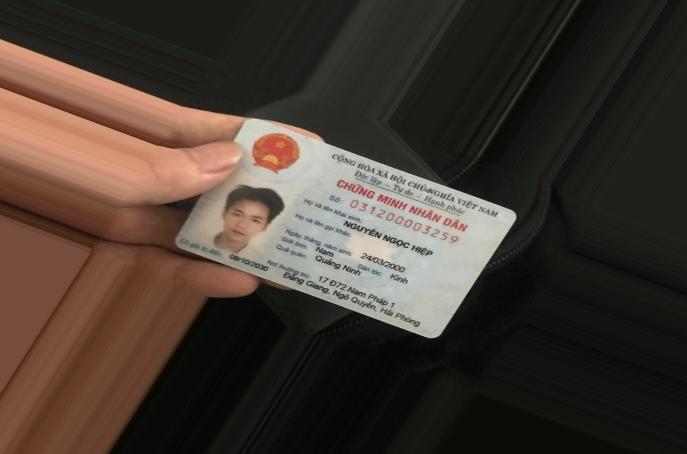 CỘNG HÒA XÃ HỘI CHỦ NGHĨA VIỆT NAM
Độc lập - Tự do - Hạnh phúc
CHỨNG MINH NHÂN DÂN
Số: 031200003259
Họ và tên khai sinh:
NGUYỄN NGỌC HIỆP
Họ và tên gọi khác:
Ngày, tháng, năm sinh: 24/03/2000
Giới tính: Nam Dân tộc: Kinh
Quê quán: Quảng Ninh
Nơi thường trú: 17 Đ72 Nam Pháp 1
Đằng Giang, Ngô Quyền, Hải Phòng
Có giá trị đến: 09/10/2030